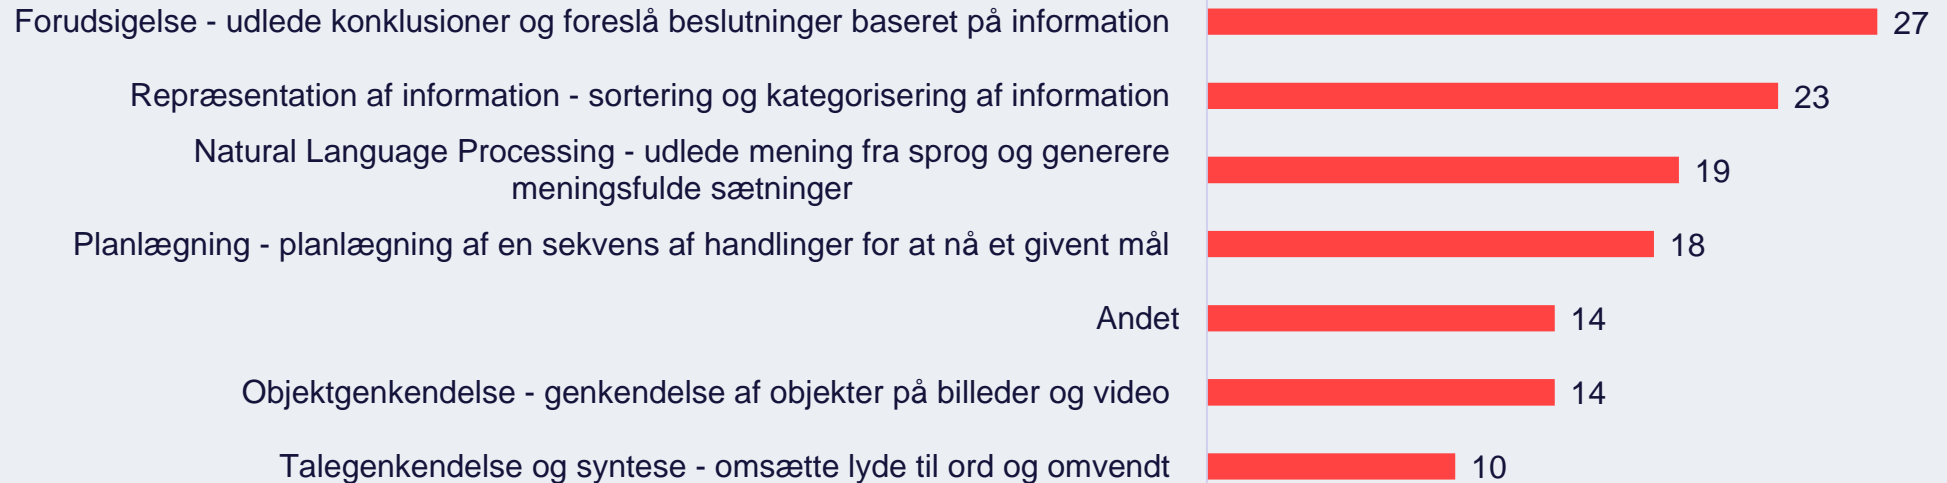 Forudsigelse - udlede konklusioner og foreslå beslutninger baseret på information 27
Repræsentation af information - sortering og kategorisering af information 23
Natural Language Processing - udlede mening fra sprog og generere
meningsfulde sætninger 19
Planlægning - planlægning af en sekvens af handlinger for at nå et givent mål 18
Andet 14
Objektgenkendelse - genkendelse af objekter på billeder og video 14
Talegenkendelse og syntese - omsætte lyde til ord og omvendt 10